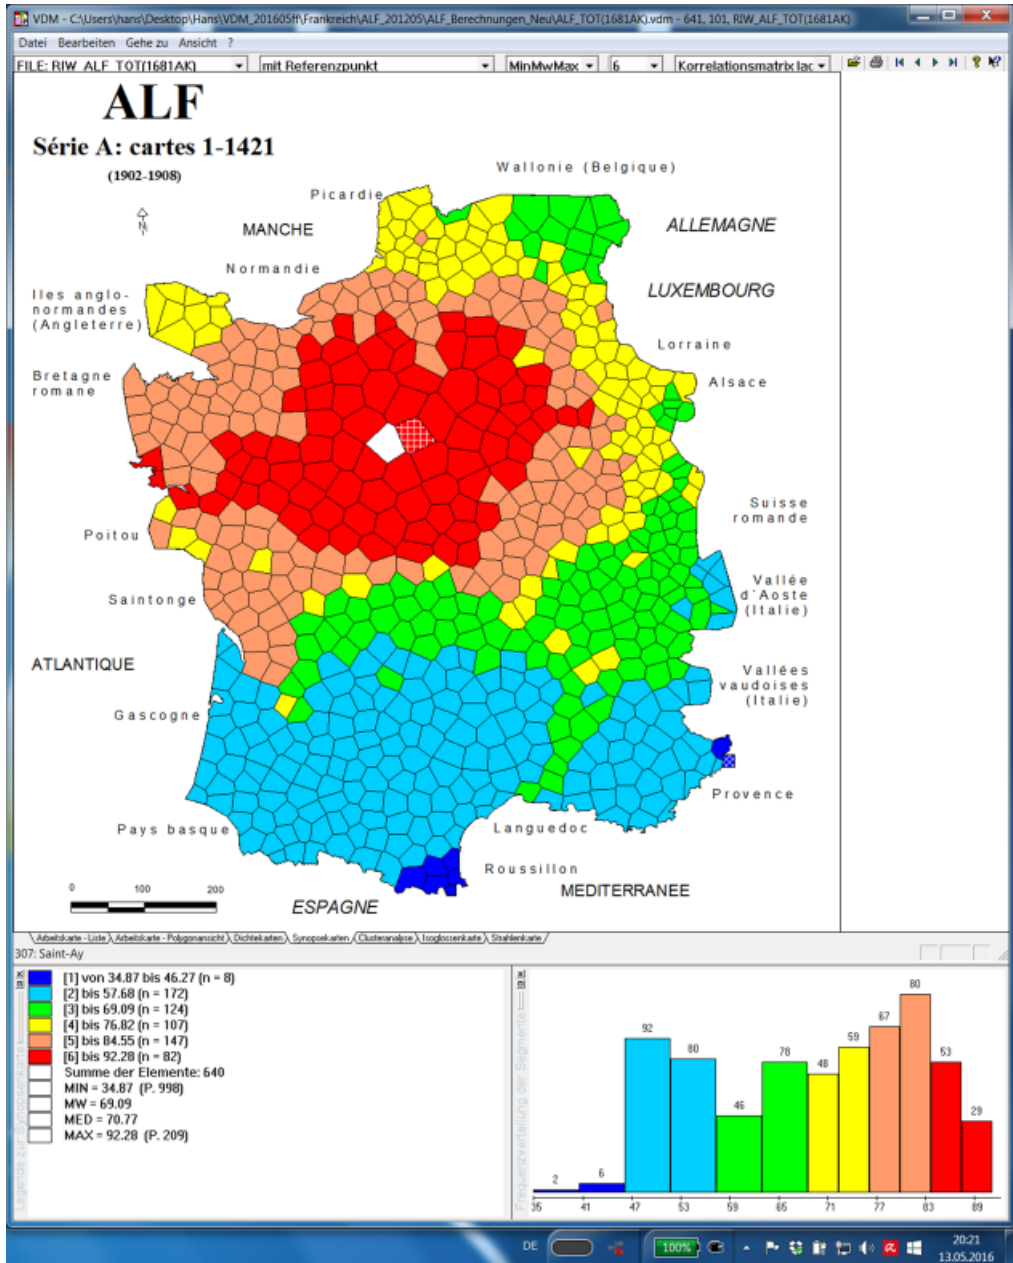 VDM - C:\Users\hans\Desktop\Hans\VDM_201605ff\Frankreich\ALF_201205\ALF_Berechnungen_Neu\ALF_TOT(1681AK).vdm - 641, 101, RIW_ALF_TOT(1681AK)
Datei Bearbeiten Gehe zu Ansicht ?
FILE: RIW_ALF_TOT(1681AK) mit Referenzpunkt MinMwMax 6 Korrelationsmatrix lac
ALF
Série A: cartes 1-1421
(1902-1908)
Wallonie (Belgique)
Picardie
N
MANCHE
ALLEMAGNE
Normandie
LUXEMBOURG
Iles anglo-
normandes
(Angleterre)
Lorraine
Bretagne
romane
Alsace
Suisse
romande
Poitou
Vallée
d´Aoste
(Italie)
Saintonge
ATLANTIQUE
Vallées
vaudoises
(Italie)
Gascogne
Provence
Pays basque
Languedoc
Roussillon
0 100 200
MEDITERRANEE
ESPAGNE
Arbeitskarte - Liste Arbeitskarte - Polygonansicht Dichtekarten Synopsekarten Clusteranalyse Isoglossenkarte Strahlenkarte
307: Saint-Ay
Legende zur Synopsenkarte
[1] von 34.87 bis 46.27 (n = 8)
[2] bis 57.68 (n = 172)
[3] bis 69.09 (n = 124)
[4] bis 76.82 (n = 107)
[5] bis 84.55 (n = 147)
[6] bis 92.28 (n = 82)
Summe der Elemente: 640
MIN = 34.87 (P. 998)
MW = 69.09
MED = 70.77
MAX = 92.28 (P. 209)
Frequenzverteilung der Segmente
2 6 92 80 46 78 48 59 67 80 53 29
35 41 47 53 59 65 71 77 83 89
DE 100% 20:21
13.05.2016